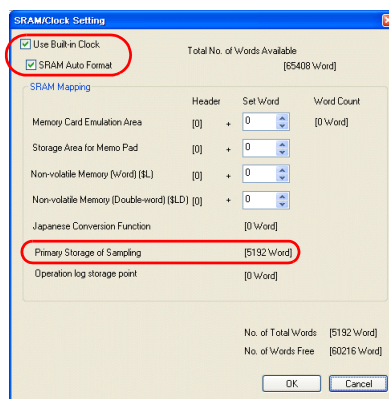 SRAM/Clock Setting
Use Built-in Clock
SRAM Auto Format
Total No. of Words Available
[65408 Word]
SRAM Mapping
Header Set Word Word Count
Memory Card Emulation Area [0] + 0 [0 Word]
Storage Area for Memo Pad [0] + 0
Non-volatile Memory (Word) ($L) [0] + 0
Non-volatile Memory (Double-word) ($LD) [0] + 0
Japanese Conversion Function [0 Word]
Primary Storage of Sampling [5192 Word]
Operation log storage point [0 Word]
No. of Total Words [5192 Word]
No. of Words Free [60216 Word]
OK Cancel